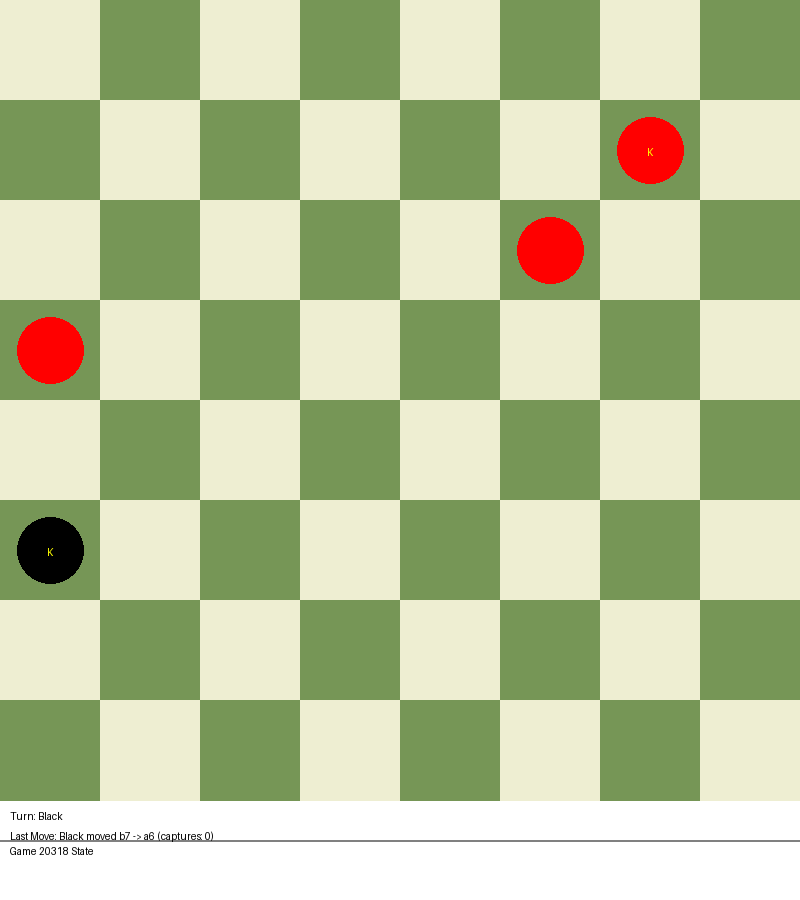 K
K
Turn: Black
Last Move: Black moved b7 -> a6 (captures: 0)
Game 20318 State